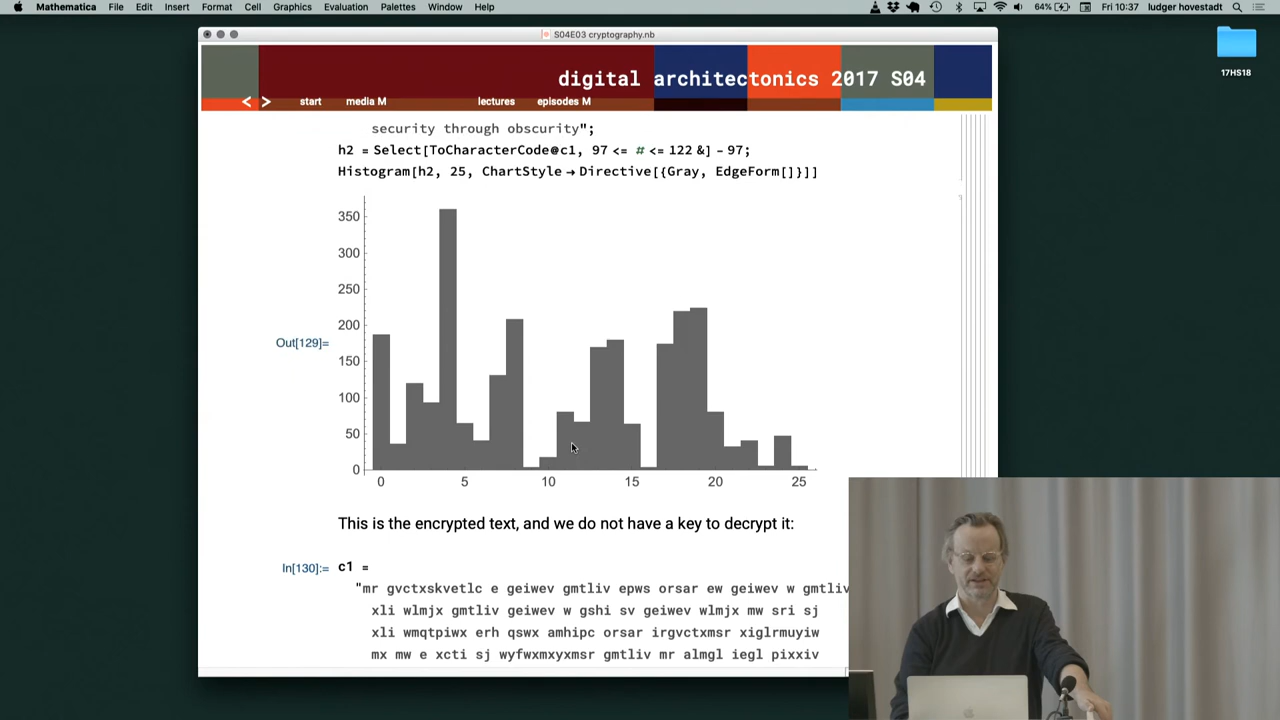 Mathematica File Edit Insert Format Cell Graphics Evaluation Palettes Window Help 64% Fri 10:37 ludger hovestadt
S04E03 cryptography.nb
17HS18
digital architectonics 2017 S04
< > start media M lectures episodes M
security through obscurity";
h2 = Select[ToCharacterCode@c1, 97 <= # <= 122 &] - 97;
Histogram[h2, 25, ChartStyle → Directive[{Gray, EdgeForm[]}]]
350
300
250
200
150
100
50
0
Out[129]=
0 5 10 15 20 25
This is the encrypted text, and we do not have a key to decrypt it:
In[130]:= c1 =
"mr gvctxskvetlc e geiwev gmtliv epws orsar ew geiwev w gmtliv
xli wlmjx gmtliv geiwev w gshi sv geiwev wlmjx mw sri sj
xli wmqtpiwx erh qswx amhipc orsar irgvctxmsr xiglrmuyiw
mx mw e xcti sj wyfwxmxyxmsr gmtliv mr almgl iegl pixxiv